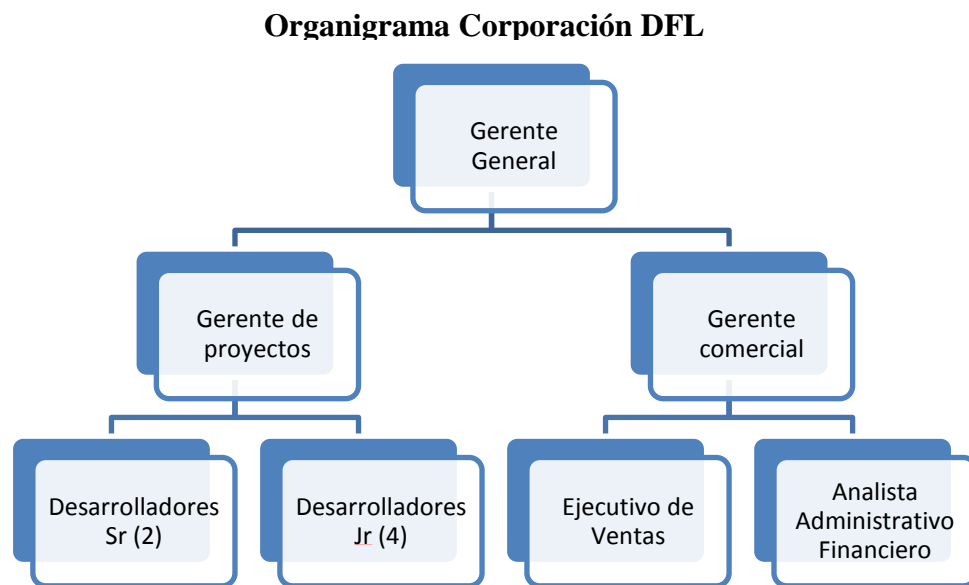 Organigrama Corporación DFL
Gerente
General
Gerente de
proyectos
Gerente
comercial
Desarrolladores
Sr (2)
Desarrolladores
Jr (4)
Ejecutivo de
Ventas
Analista
Administrativo
Financiero